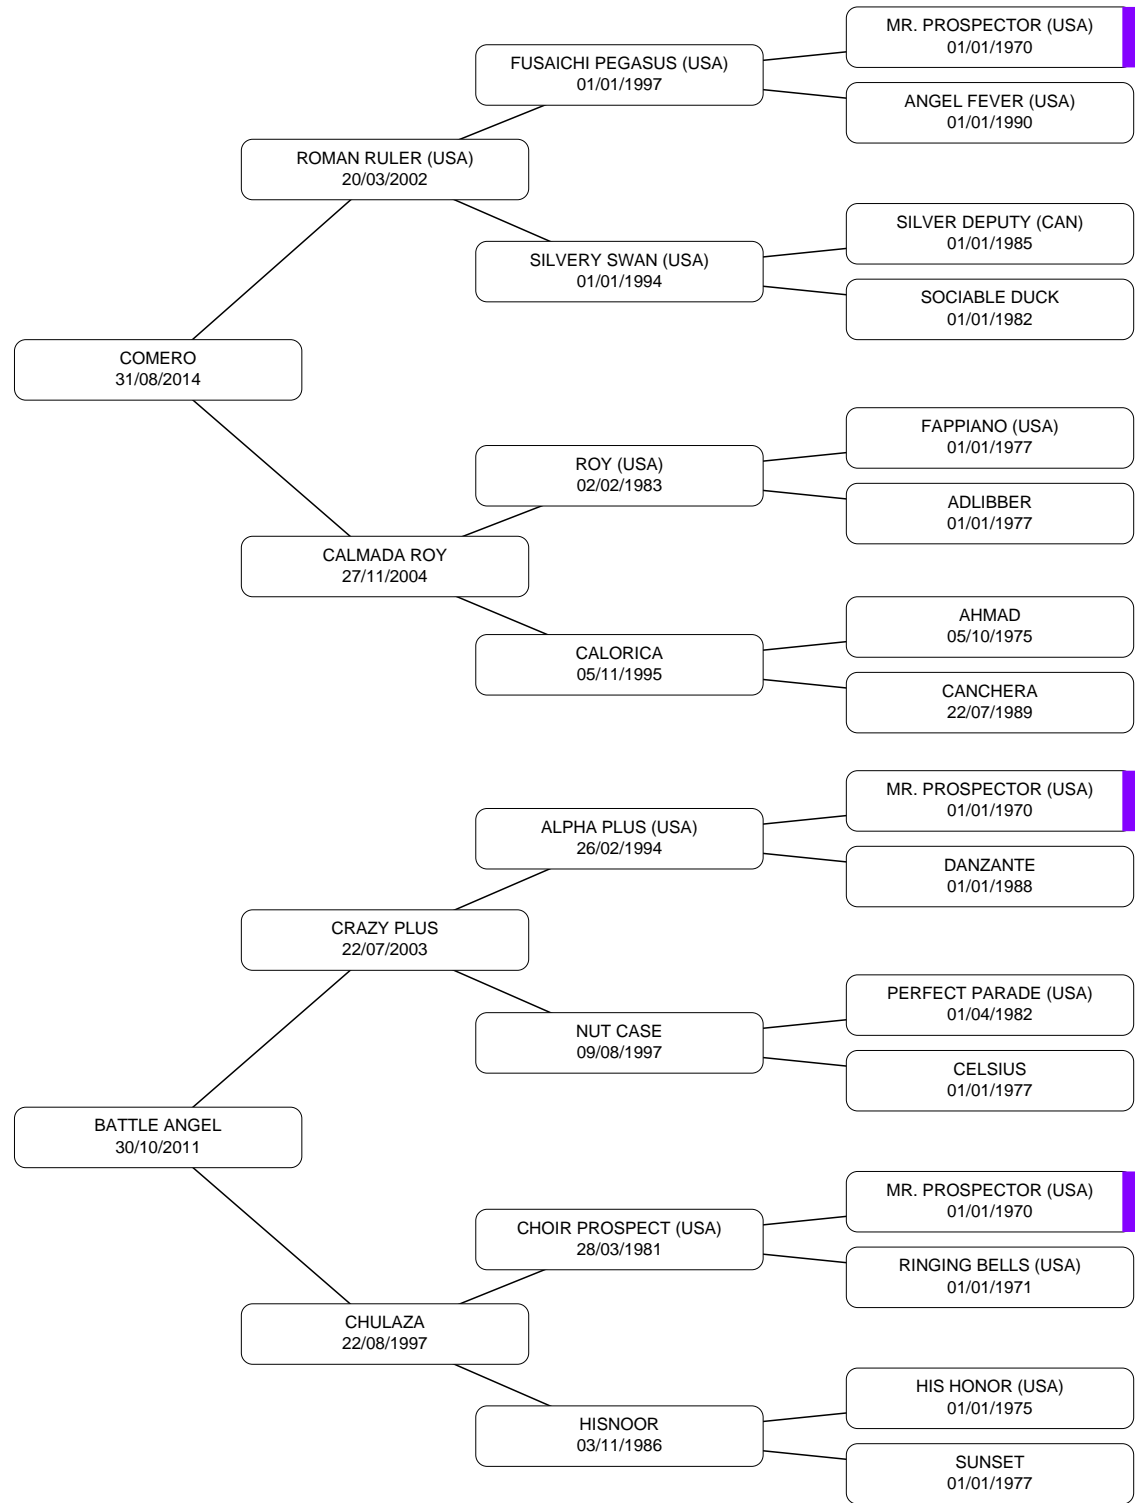 MR. PROSPECTOR (USA)
01/01/1970
FUSAICHI PEGASUS (USA)
01/01/1997
ANGEL FEVER (USA)
01/01/1990
ROMAN RULER (USA)
20/03/2002
SILVER DEPUTY (CAN)
01/01/1985
SILVERY SWAN (USA)
01/01/1994
SOCIABLE DUCK
01/01/1982
COMERO
31/08/2014
FAPPIANO (USA)
01/01/1977
ROY (USA)
02/02/1983
ADLIBBER
01/01/1977
CALMADA ROY
27/11/2004
AHMAD
05/10/1975
CALORICA
05/11/1995
CANCHERA
22/07/1989
MR. PROSPECTOR (USA)
01/01/1970
ALPHA PLUS (USA)
26/02/1994
DANZANTE
01/01/1988
CRAZY PLUS
22/07/2003
PERFECT PARADE (USA)
01/04/1982
NUT CASE
09/08/1997
CELSIUS
01/01/1977
BATTLE ANGEL
30/10/2011
MR. PROSPECTOR (USA)
01/01/1970
CHOIR PROSPECT (USA)
28/03/1981
RINGING BELLS (USA)
01/01/1971
CHULAZA
22/08/1997
HIS HONOR (USA)
01/01/1975
HISNOOR
03/11/1986
SUNSET
01/01/1977